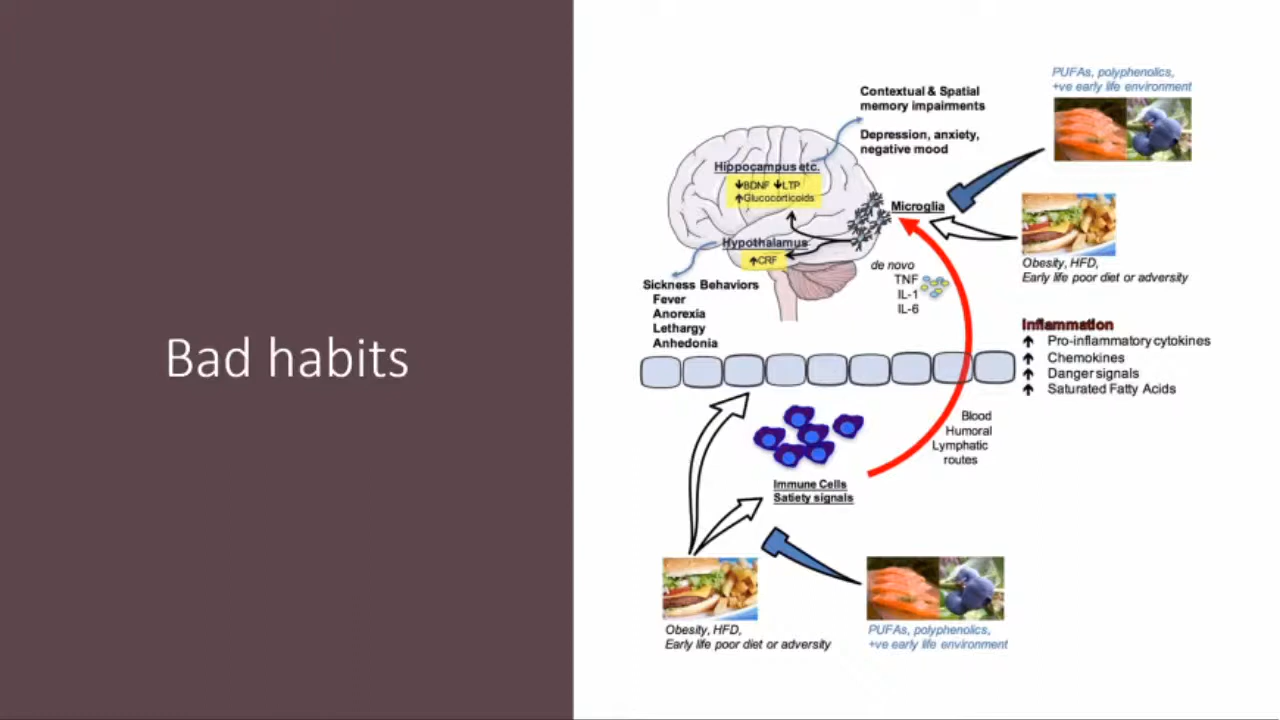 Bad habits
PUFAs, polyphenolics,
+ve early life environment
Contextual & Spatial
memory impairments
Depression, anxiety,
negative mood
Hippocampus etc.
↓BDNF ↓LTP
↑Glucocorticoids
Microglia
Hypothalamus
↑CRF
Obesity, HFD,
Early life poor diet or adversity
de novo
TNF
IL-1
IL-6
Sickness Behaviors
Fever
Anorexia
Lethargy
Anhedonia
Inflammation
↑ Pro-inflammatory cytokines
↑ Chemokines
↑ Danger signals
↑ Saturated Fatty Acids
Blood
Humoral
Lymphatic
routes
Immune Cells
Satiety signals
Obesity, HFD,
Early life poor diet or adversity
PUFAs, polyphenolics,
+ve early life environment